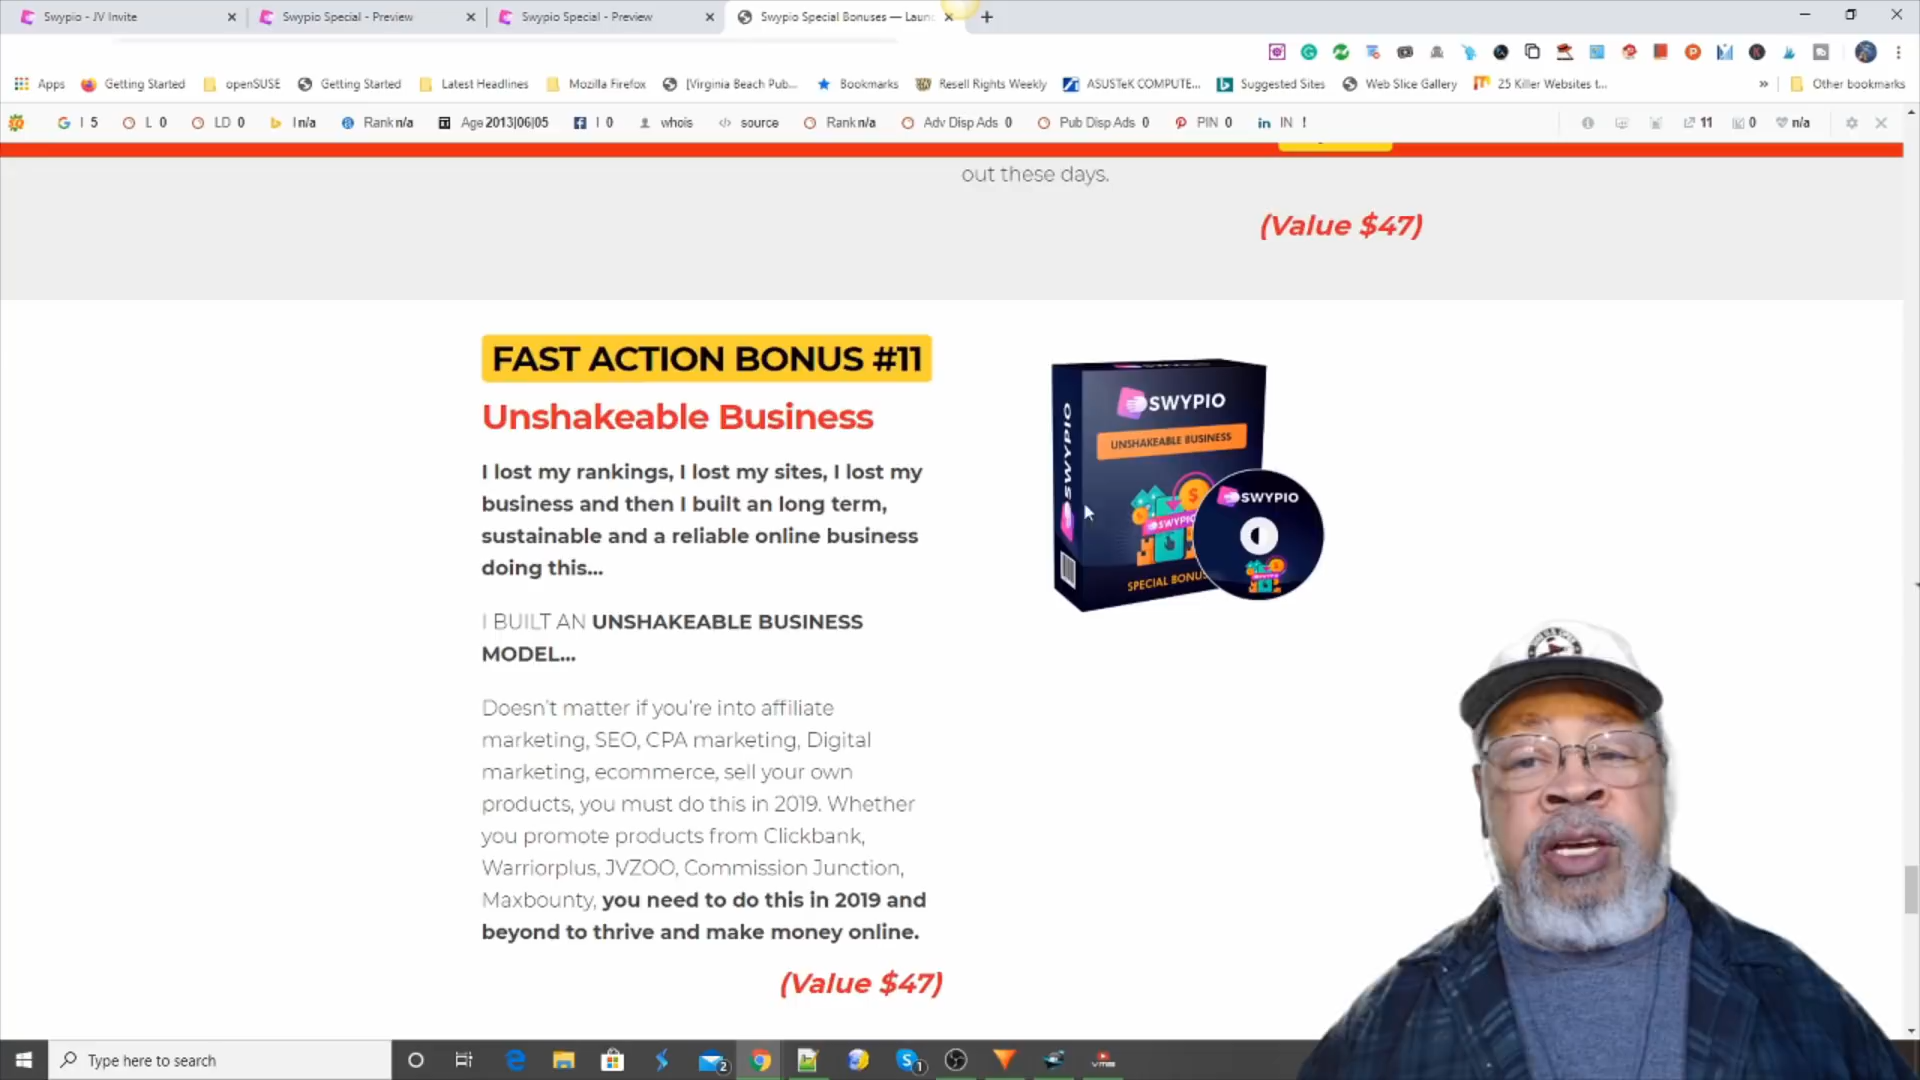 Swypio - JV Invite
Swypio Special - Preview
Swypio Special - Preview
Swypio Special Bonuses — Laun
Apps
Getting Started
openSUSE
Getting Started
Latest Headlines
Mozilla Firefox
[Virginia Beach Pub...
Bookmarks
Resell Rights Weekly
ASUSTeK COMPUTE...
Suggested Sites
Web Slice Gallery
25 Killer Websites t...
»
Other bookmarks
I 5
L 0
LD 0
I n/a
Rank n/a
Age 2013|06|05
I 0
whois
source
Rank n/a
Adv Disp Ads 0
Pub Disp Ads 0
PIN 0
IN !
11
0
n/a
out these days.
(Value $47)
FAST ACTION BONUS #11
Unshakeable Business
I lost my rankings, I lost my sites, I lost my
business and then I built an long term,
sustainable and a reliable online business
doing this...
I BUILT AN UNSHAKEABLE BUSINESS
MODEL...
Doesn't matter if you're into affiliate
marketing, SEO, CPA marketing, Digital
marketing, ecommerce, sell your own
products, you must do this in 2019. Whether
you promote products from Clickbank,
Warriorplus, JVZOO, Commission Junction,
Maxbounty, you need to do this in 2019 and
beyond to thrive and make money online.
(Value $47)
SWYPIO
SWYPIO
UNSHAKEABLE BUSINESS
SWYPIO
SPECIAL BONUS
SWYPIO
Type here to search
2
1